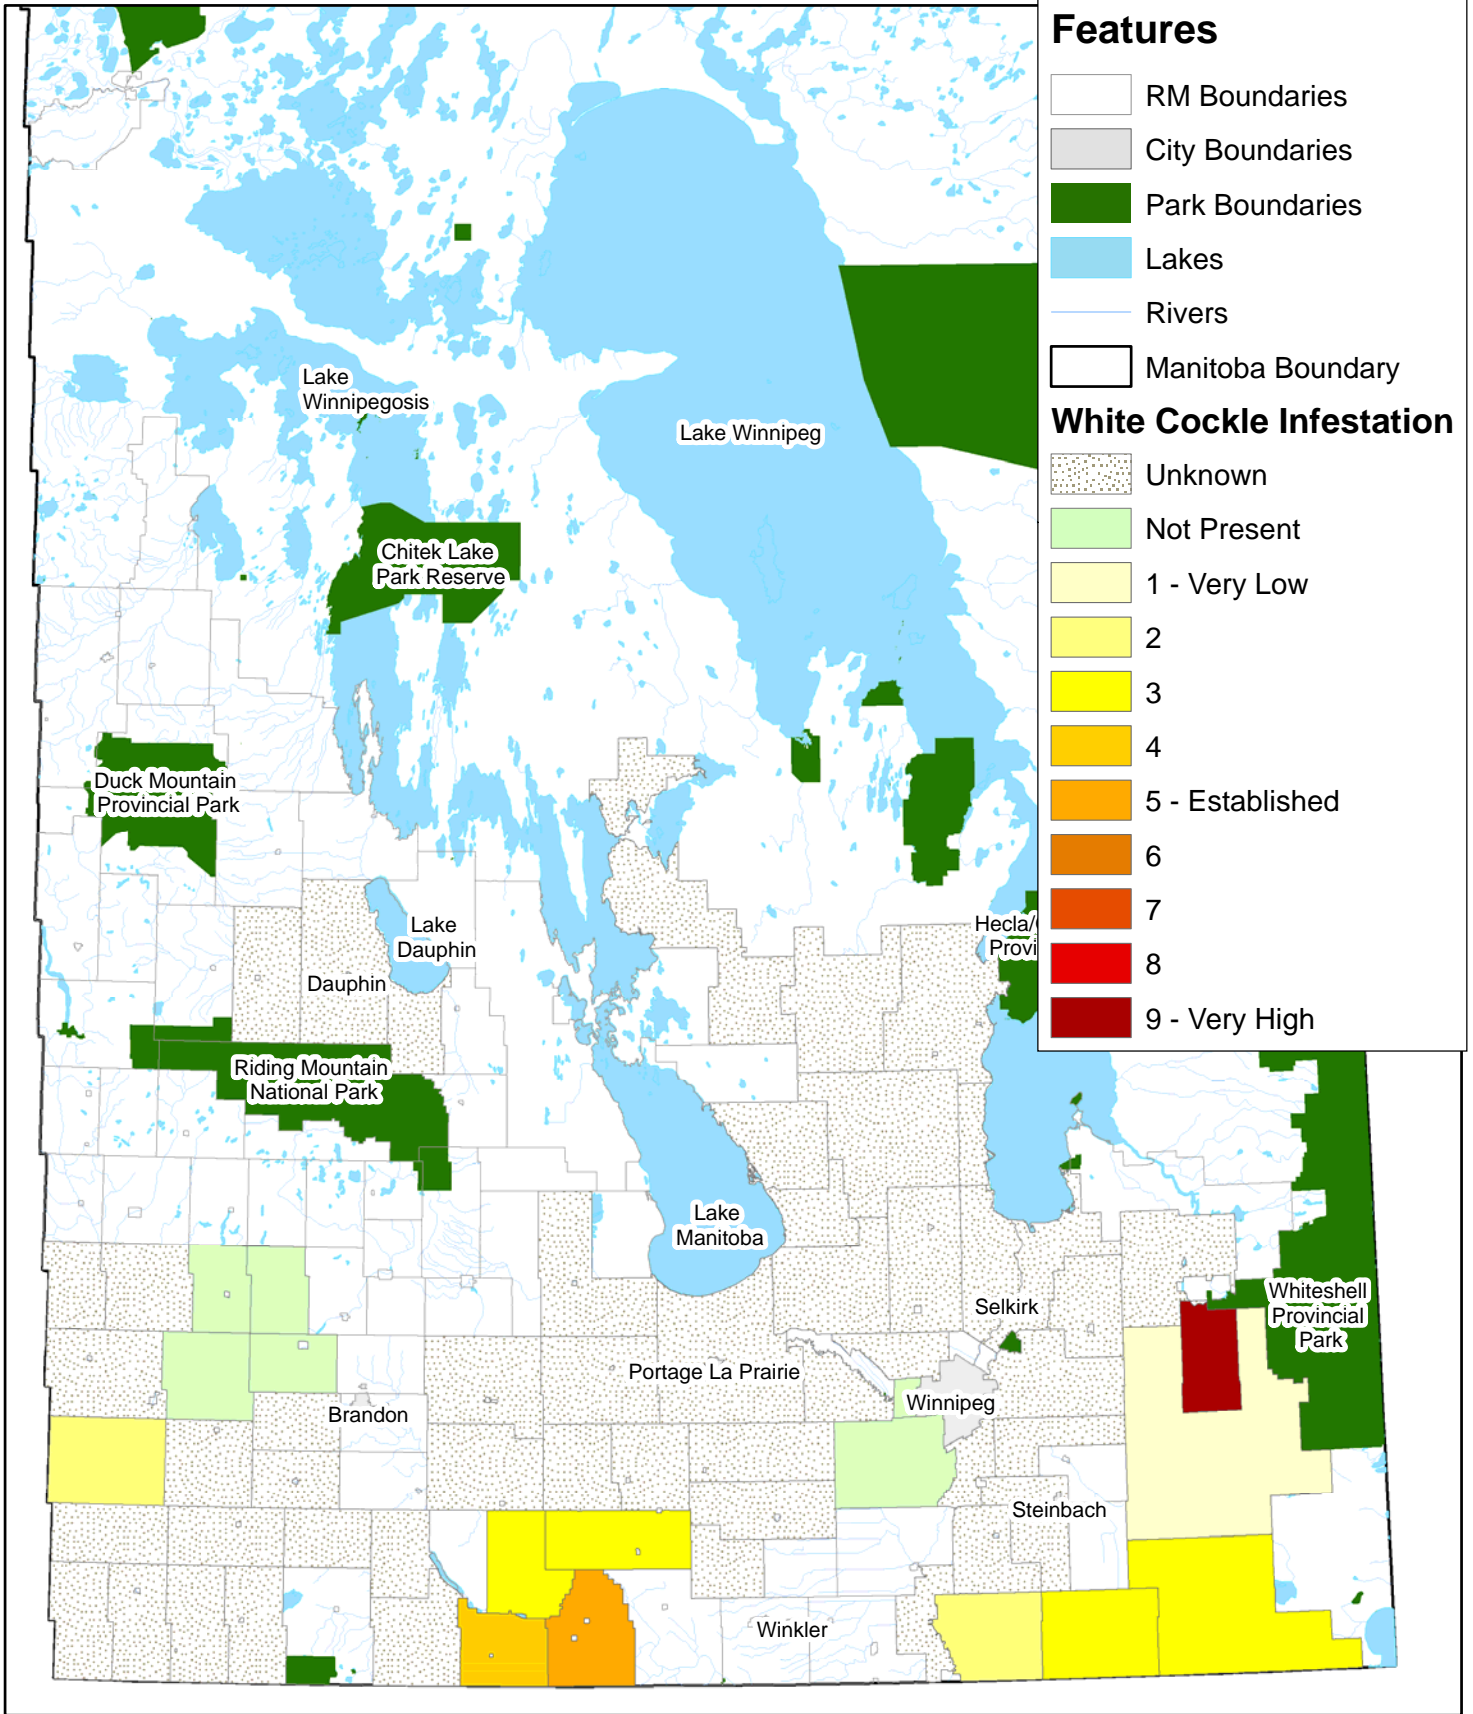 Features
RM Boundaries
City Boundaries
Park Boundaries
Lakes
Rivers
Manitoba Boundary
White Cockle Infestation
Unknown
Not Present
1 - Very Low
2
3
4
5 - Established
6
7
8
9 - Very High
Lake
Winnipegosis
Lake Winnipeg
Chitek Lake
Park Reserve
Duck Mountain
Provincial Park
Lake
Dauphin
Hecla/
Provi
Dauphin
Riding Mountain
National Park
Lake
Manitoba
Selkirk
Whiteshell
Provincial
Park
Portage La Prairie
Winnipeg
Brandon
Steinbach
Winkler